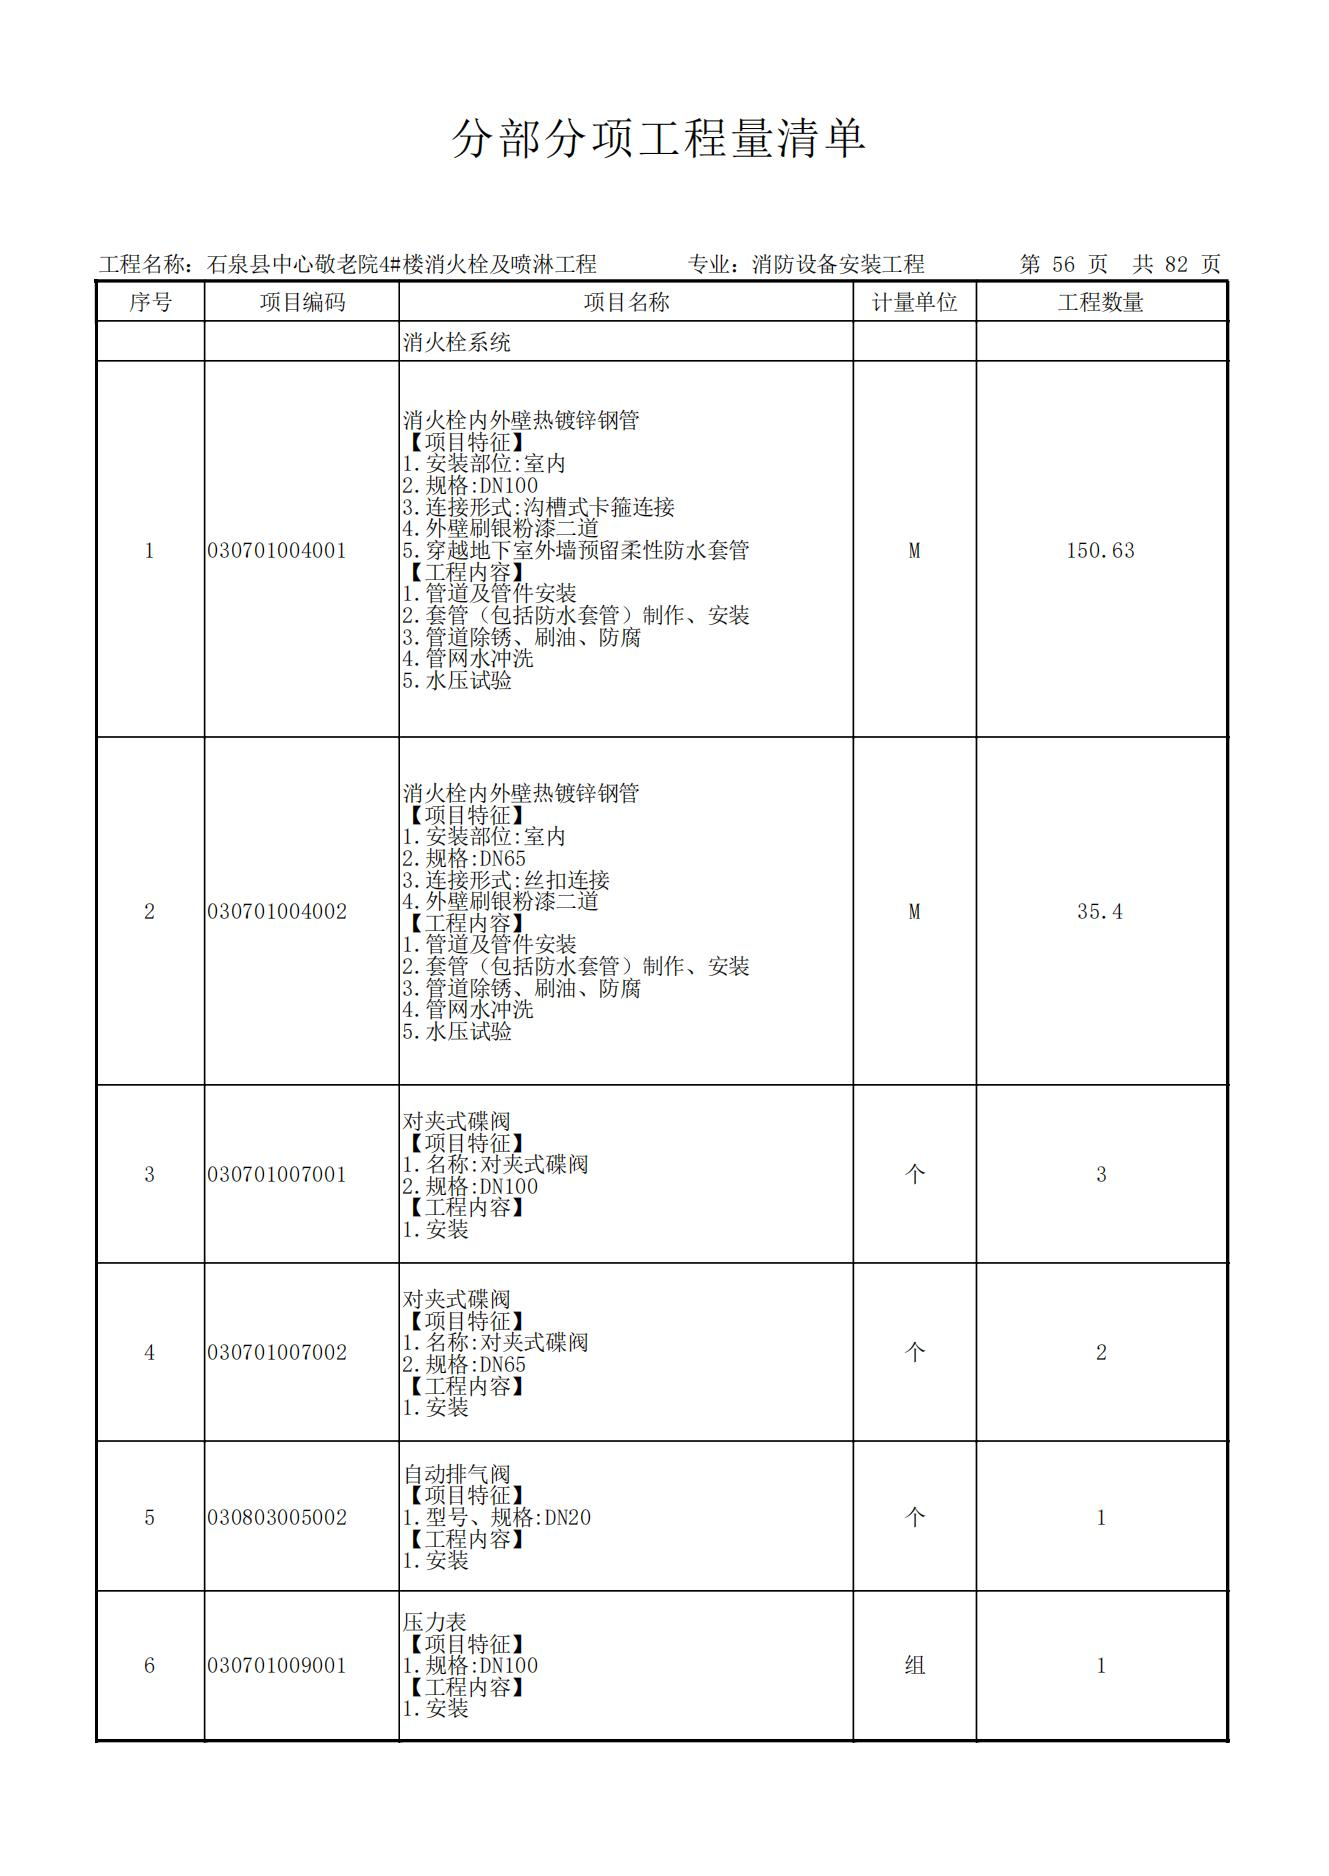 分部分项工程量清单
工程名称：石泉县中心敬老院4#楼消火栓及喷淋工程 专业：消防设备安装工程 第 56 页 共 82 页
序号 项目编码 项目名称 计量单位 工程数量
消火栓系统
消火栓内外壁热镀锌钢管
【项目特征】
1.安装部位:室内
2.规格:DN100
3.连接形式:沟槽式卡箍连接
4.外壁刷银粉漆二道
1 030701004001 5.穿越地下室外墙预留柔性防水套管 M 150.63
【工程内容】
1.管道及管件安装
2.套管（包括防水套管）制作、安装
3.管道除锈、刷油、防腐
4.管网水冲洗
5.水压试验
消火栓内外壁热镀锌钢管
【项目特征】
1.安装部位:室内
2.规格:DN65
3.连接形式:丝扣连接
4.外壁刷银粉漆二道
2 030701004002 【工程内容】 M 35.4
1.管道及管件安装
2.套管（包括防水套管）制作、安装
3.管道除锈、刷油、防腐
4.管网水冲洗
5.水压试验
对夹式碟阀
【项目特征】
1.名称:对夹式碟阀
3 030701007001 2.规格:DN100 个 3
【工程内容】
1.安装
对夹式碟阀
【项目特征】
1.名称:对夹式碟阀
4 030701007002 2.规格:DN65 个 2
【工程内容】
1.安装
自动排气阀
【项目特征】
5 030803005002 1.型号、规格:DN20 个 1
【工程内容】
1.安装
压力表
【项目特征】
6 030701009001 1.规格:DN100 组 1
【工程内容】
1.安装